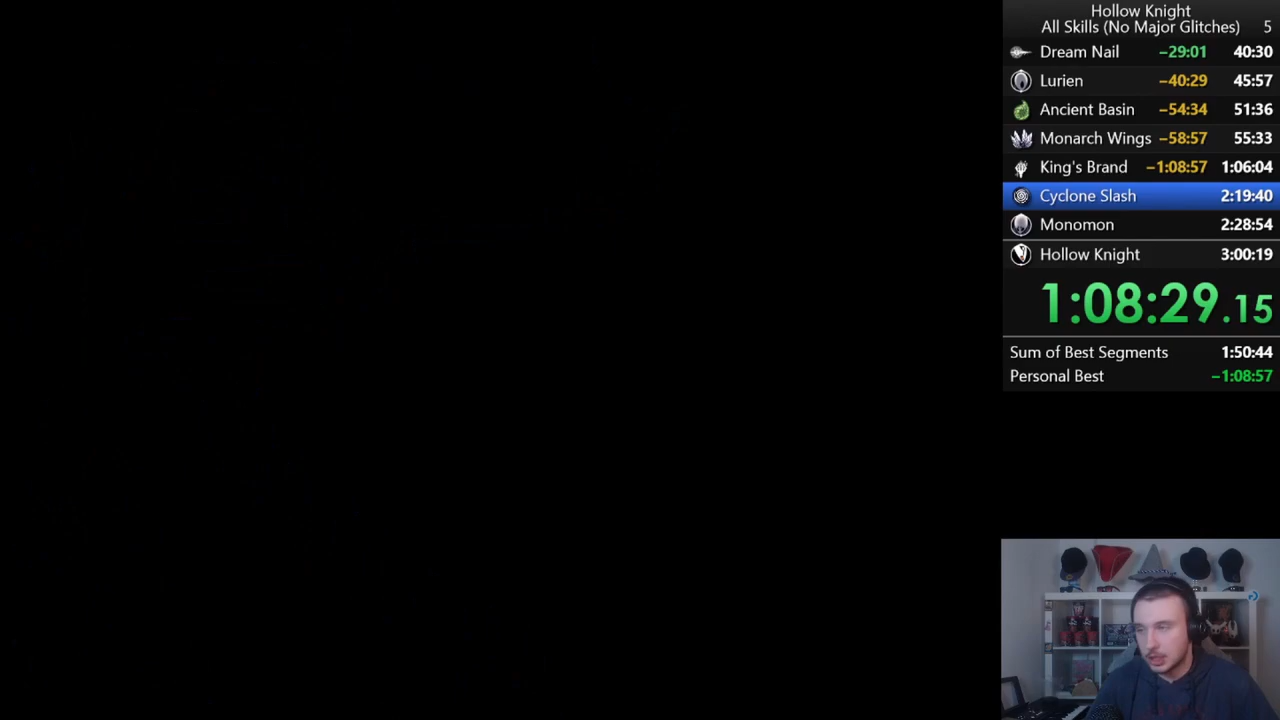 Hollow Knight
All Skills (No Major Glitches) 5
Dream Nail −29:01 40:30
Lurien −40:29 45:57
Ancient Basin −54:34 51:36
Monarch Wings −58:57 55:33
King's Brand −1:08:57 1:06:04
Cyclone Slash 2:19:40
Monomon 2:28:54
Hollow Knight 3:00:19
1:08:29.15
Sum of Best Segments 1:50:44
Personal Best −1:08:57